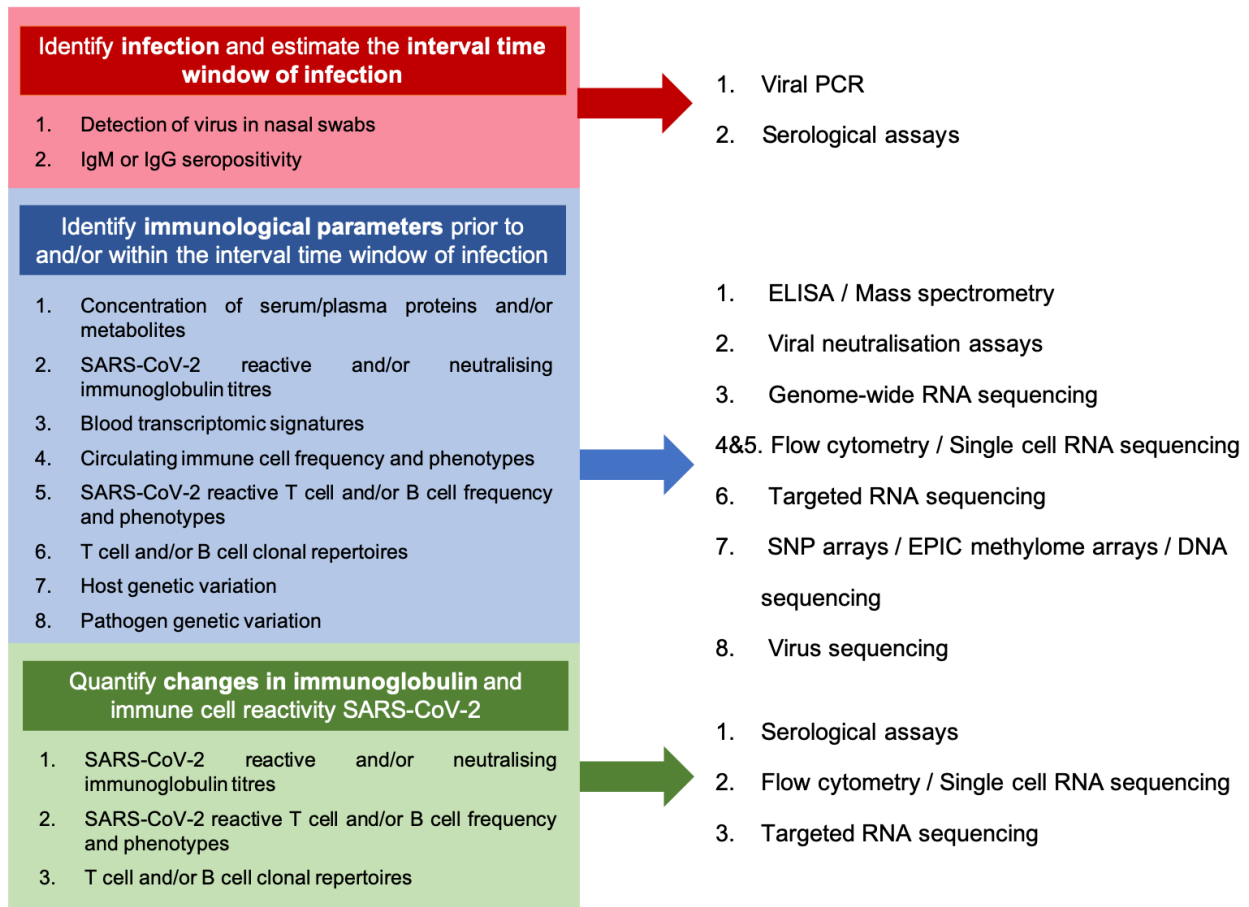 Identify infection and estimate the interval time
window of infection
1. Detection of virus in nasal swabs
2. IgM or IgG seropositivity
1. Viral PCR
2. Serological assays
Identify immunological parameters prior to
and/or within the interval time window of infection
1. Concentration of serum/plasma proteins and/or
metabolites
2. SARS-CoV-2 reactive and/or neutralising
immunoglobulin titres
3. Blood transcriptomic signatures
4. Circulating immune cell frequency and phenotypes
5. SARS-CoV-2 reactive T cell and/or B cell frequency
and phenotypes
6. T cell and/or B cell clonal repertoires
7. Host genetic variation
8. Pathogen genetic variation
1. ELISA / Mass spectrometry
2. Viral neutralisation assays
3. Genome-wide RNA sequencing
4&5. Flow cytometry / Single cell RNA sequencing
6. Targeted RNA sequencing
7. SNP arrays / EPIC methylome arrays / DNA
sequencing
8. Virus sequencing
Quantify changes in immunoglobulin and
immune cell reactivity SARS-CoV-2
1. SARS-CoV-2 reactive and/or neutralising
immunoglobulin titres
2. SARS-CoV-2 reactive T cell and/or B cell frequency
and phenotypes
3. T cell and/or B cell clonal repertoires
1. Serological assays
2. Flow cytometry / Single cell RNA sequencing
3. Targeted RNA sequencing